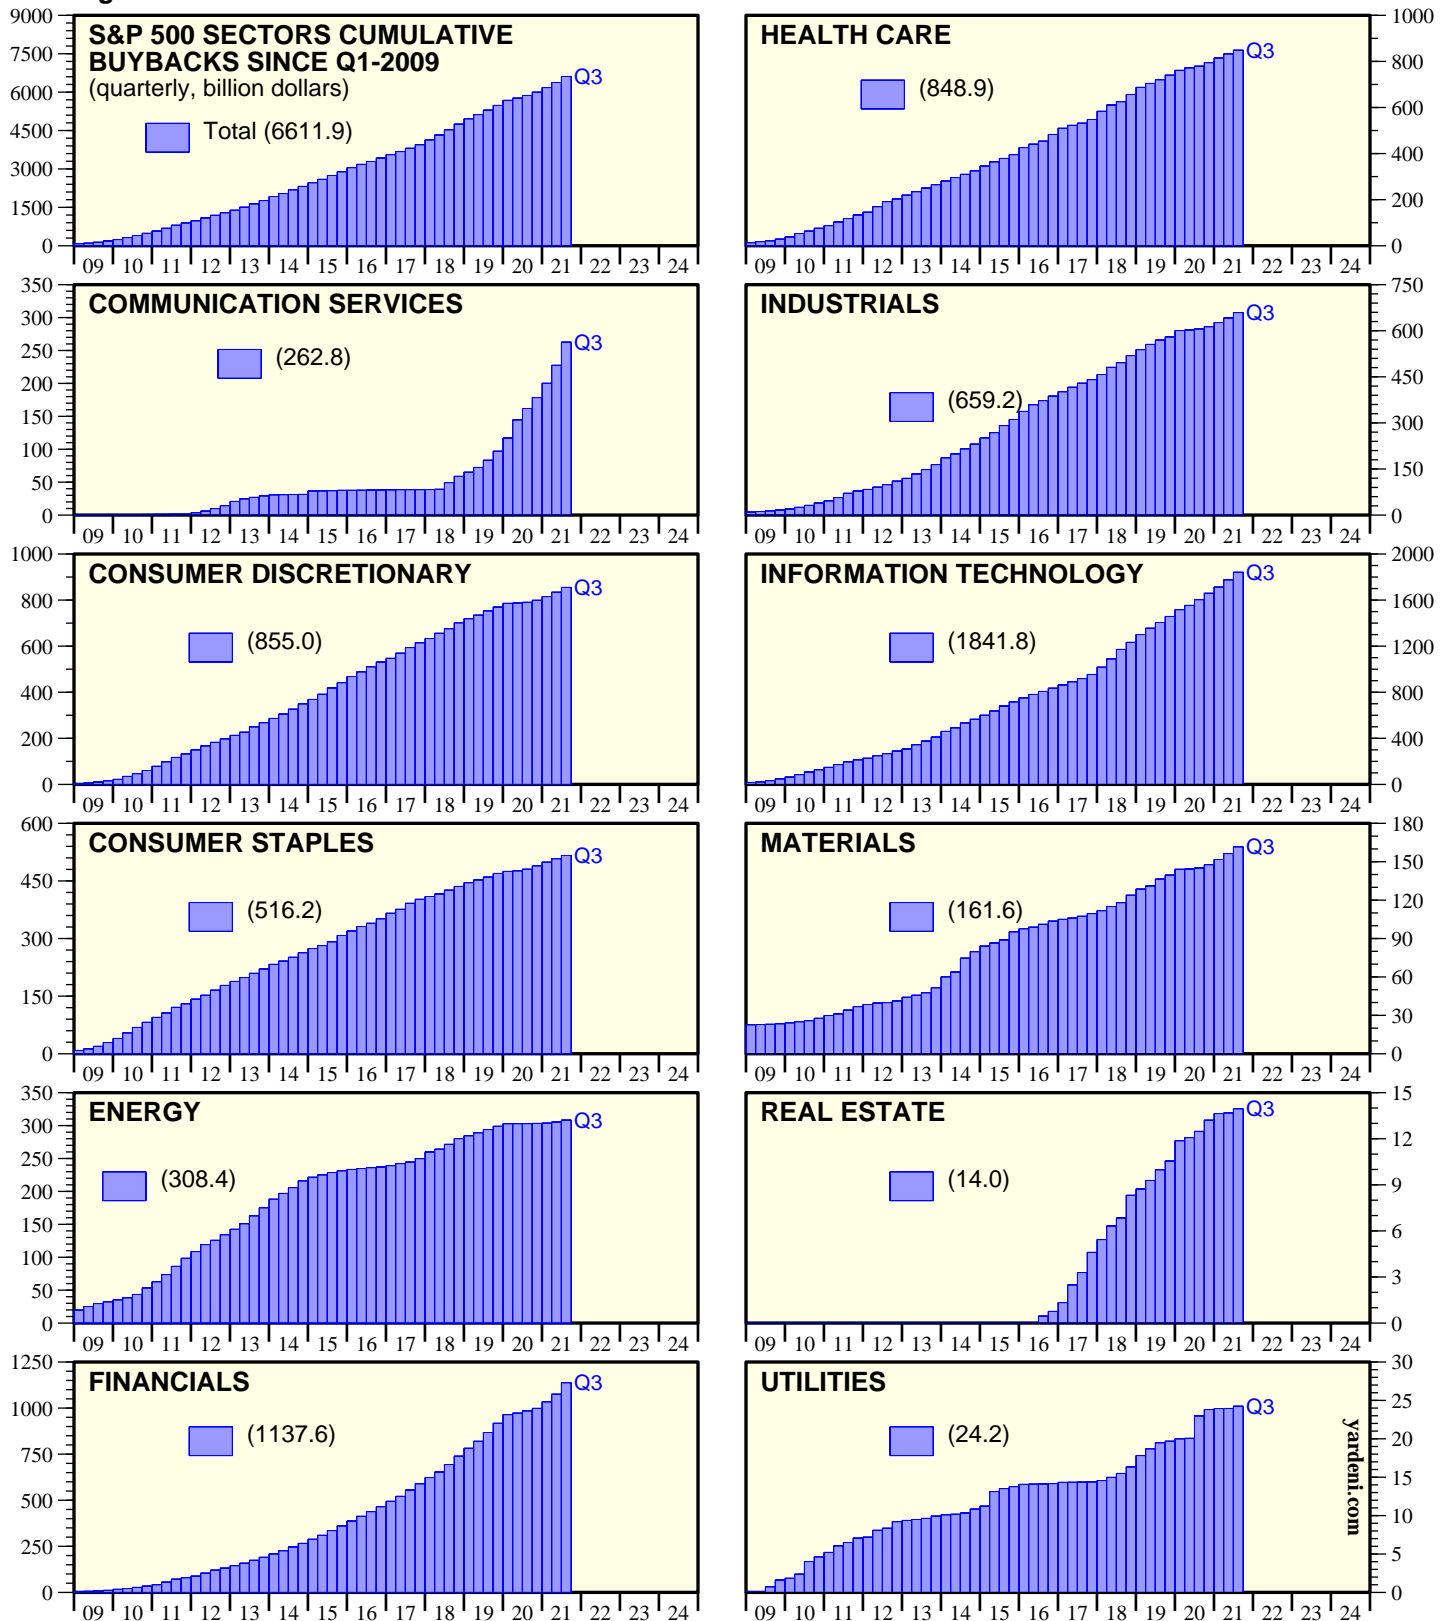 S&P 500 SECTORS CUMULATIVE
BUYBACKS SINCE Q1-2009
(quarterly, billion dollars)
Total (6611.9)
Q3
9000
7500
6000
4500
3000
1500
0
09 10 11 12 13 14 15 16 17 18 19 20 21 22 23 24
HEALTH CARE
(848.9)
Q3
1000
800
600
400
200
0
09 10 11 12 13 14 15 16 17 18 19 20 21 22 23 24
COMMUNICATION SERVICES
(262.8)
Q3
350
300
250
200
150
100
50
0
09 10 11 12 13 14 15 16 17 18 19 20 21 22 23 24
INDUSTRIALS
(659.2)
Q3
750
600
450
300
150
0
09 10 11 12 13 14 15 16 17 18 19 20 21 22 23 24
CONSUMER DISCRETIONARY
(855.0)
Q3
1000
800
600
400
200
0
09 10 11 12 13 14 15 16 17 18 19 20 21 22 23 24
INFORMATION TECHNOLOGY
(1841.8)
Q3
2000
1600
1200
800
400
0
09 10 11 12 13 14 15 16 17 18 19 20 21 22 23 24
CONSUMER STAPLES
(516.2)
Q3
600
450
300
150
0
09 10 11 12 13 14 15 16 17 18 19 20 21 22 23 24
MATERIALS
(161.6)
Q3
180
150
120
90
60
30
0
09 10 11 12 13 14 15 16 17 18 19 20 21 22 23 24
ENERGY
(308.4)
Q3
350
300
250
200
150
100
50
0
09 10 11 12 13 14 15 16 17 18 19 20 21 22 23 24
REAL ESTATE
(14.0)
Q3
15
12
9
6
3
0
09 10 11 12 13 14 15 16 17 18 19 20 21 22 23 24
FINANCIALS
(1137.6)
Q3
1250
1000
750
500
250
0
09 10 11 12 13 14 15 16 17 18 19 20 21 22 23 24
UTILITIES
(24.2)
Q3
30
25
20
15
10
5
0
09 10 11 12 13 14 15 16 17 18 19 20 21 22 23 24
yardeni.com